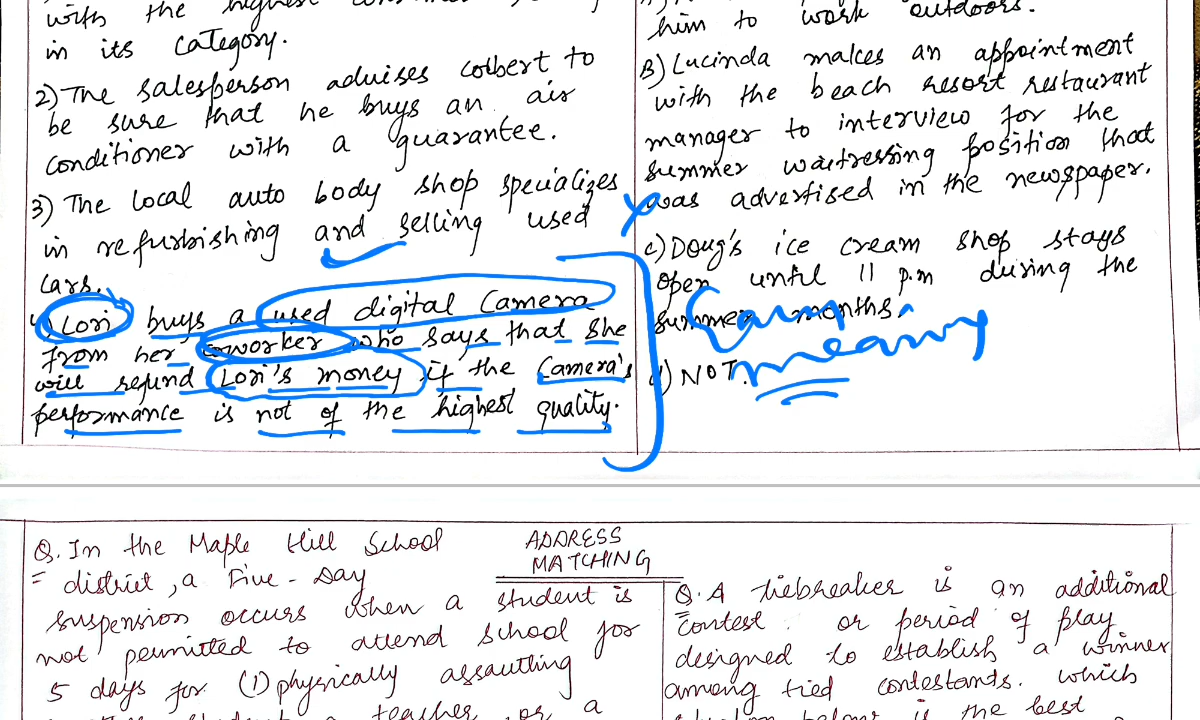 with the highest
in its category.
2) The salesperson advises Colbert to
be sure that he buys an air
conditioner with a guarantee.
3) The local auto body shop specializes
in refurbishing and selling used
cars.
4) Lori buys a used digital camera
from her coworker who says that she
will refund Lori's money if the camera's
performance is not of the highest quality.
him to work outdoors.
B) Lucinda makes an appointment
with the beach resort restaurant
manager to interview for the
summer waitressing position that
was advertised in the newspaper.
c) Doug's ice cream shop stays
open until 11 p.m during the
summer months.
d) NOT.
meaning
Q. In the Maple Hill School
district, a Five-Day
suspension occurs when a student is
not permitted to attend school for
5 days for (1) physically assaulting
student, a teacher, or a
ADDRESS
MATCHING
Q. A tiebreaker is an additional
contest or period of play
designed to establish a winner
among tied contestants. which
situation below is the best